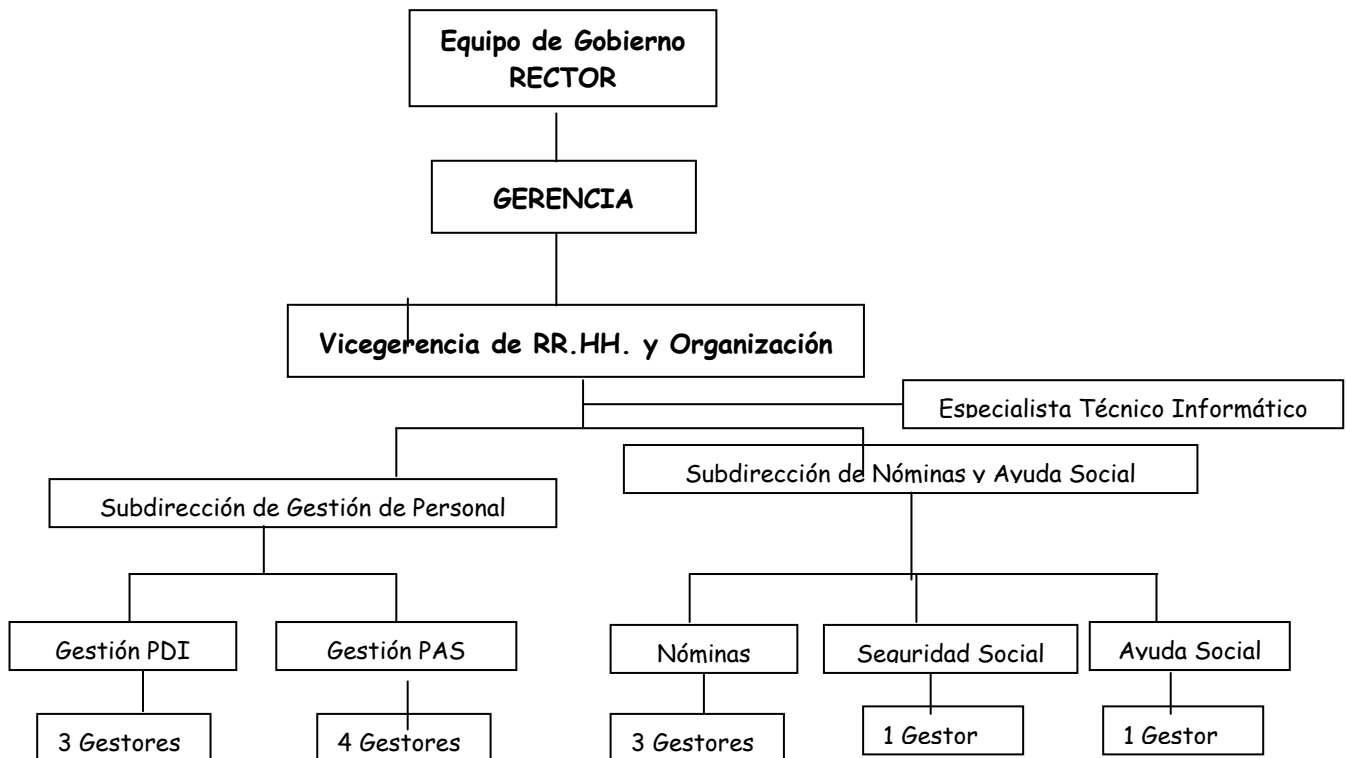 Equipo de Gobierno
RECTOR
GERENCIA
Vicegerencia de RR.HH. y Organización
Especialista Técnico Informático
Subdirección de Nóminas y Ayuda Social
Subdirección de Gestión de Personal
Gestión PDI
Gestión PAS
Nóminas
Seguridad Social
Ayuda Social
3 Gestores
4 Gestores
3 Gestores
1 Gestor
1 Gestor